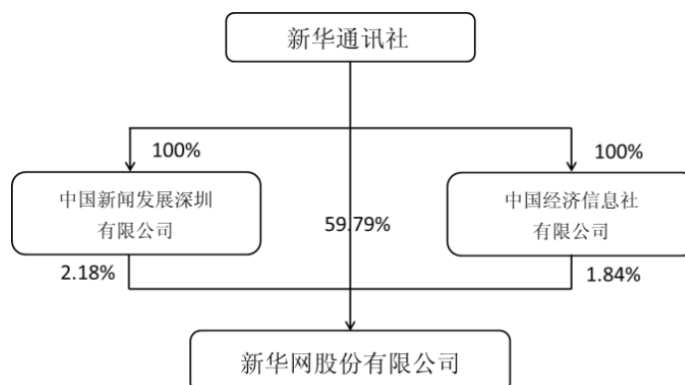 新华通讯社
100%
100%
中国新闻发展深圳
有限公司
中国经济信息社
有限公司
59.79%
2.18%
1.84%
新华网股份有限公司